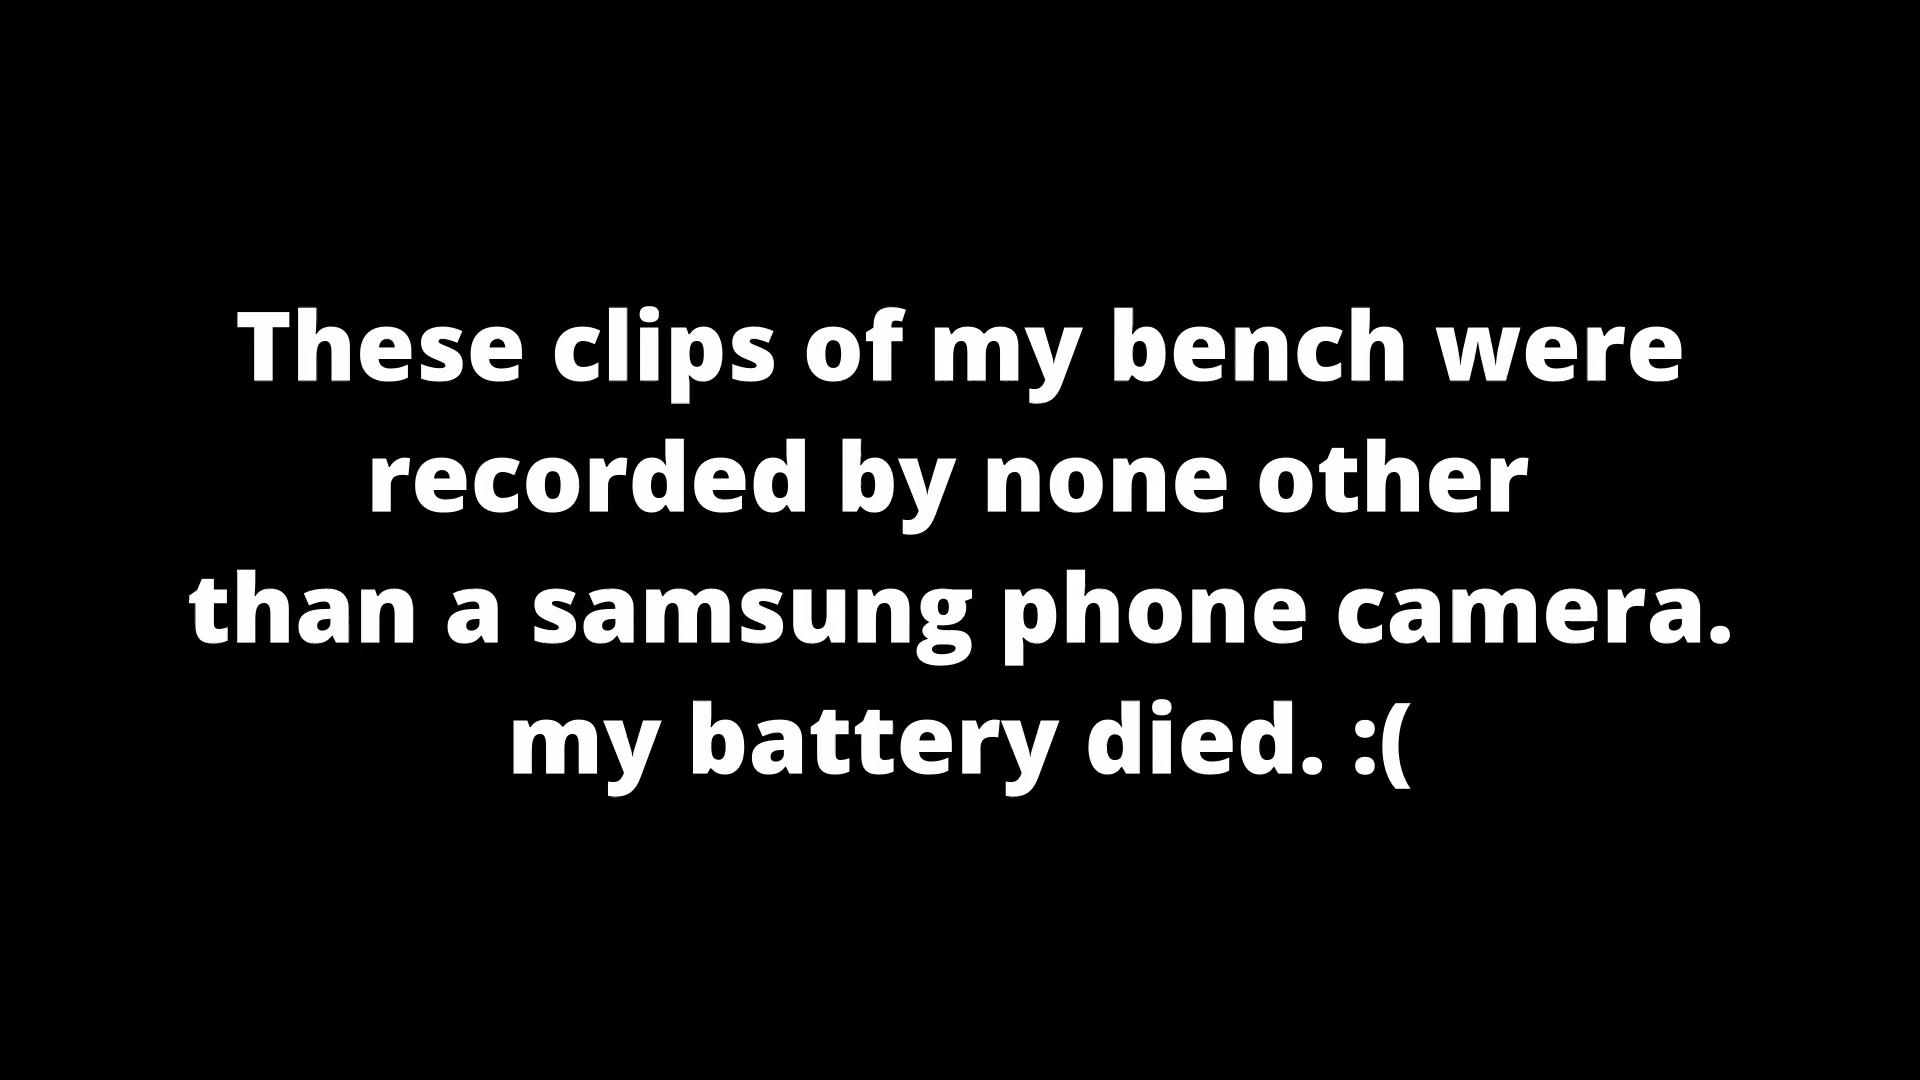 These clips of my bench were
recorded by none other
than a samsung phone camera.
my battery died. :(